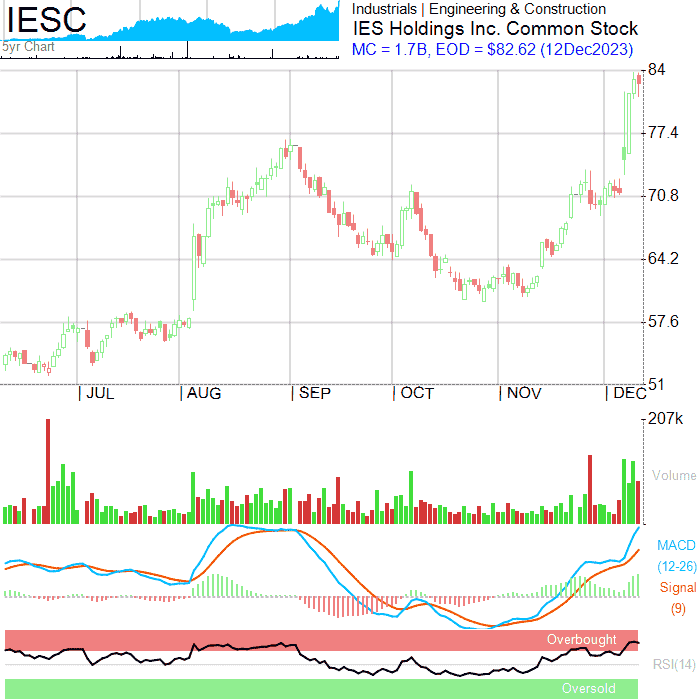 IESC
5yr Chart
Industrials | Engineering & Construction
IES Holdings Inc. Common Stock
MC = 1.7B, EOD = $82.62 (12Dec2023)
84
77.4
70.8
64.2
57.6
51
JUL AUG SEP OCT NOV DEC
207k
Volume
MACD
(12-26)
Signal
(9)
Overbought
RSI(14)
Oversold